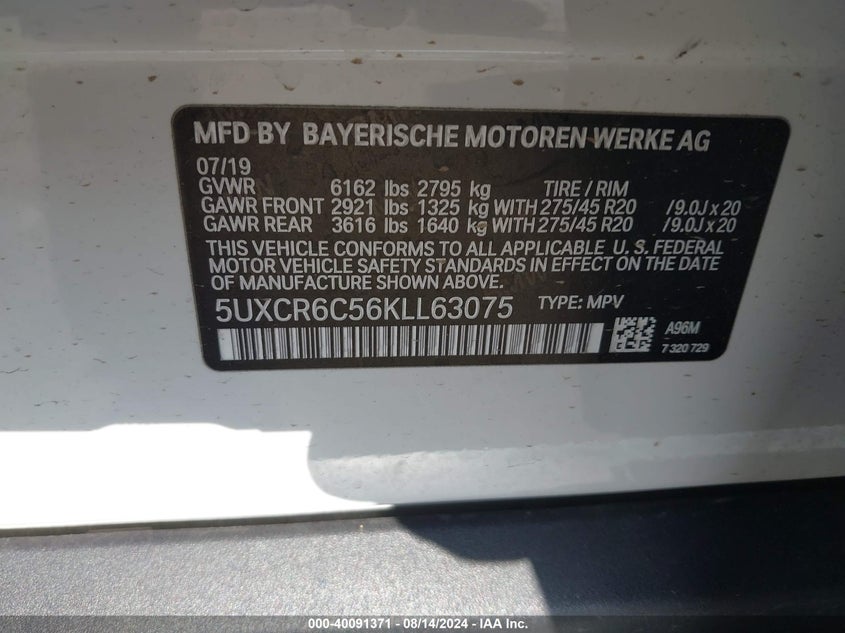 MFD BY BAYERISCHE MOTOREN WERKE AG
07/19
GVWR 6162 lbs 2795 kg TIRE / RIM
GAWR FRONT 2921 lbs 1325 kg WITH 275/45 R20 /9.0J x 20
GAWR REAR 3616 lbs 1640 kg WITH 275/45 R20 /9.0J x 20
THIS VEHICLE CONFORMS TO ALL APPLICABLE U. S. FEDERAL
MOTOR VEHICLE SAFETY STANDARDS IN EFFECT ON THE DATE
OF MANUFACTURE SHOWN ABOVE.
5UXCR6C56KLL63075 TYPE: MPV
A96M
7 320 729
000-40091371 - 08/14/2024 - IAA Inc.